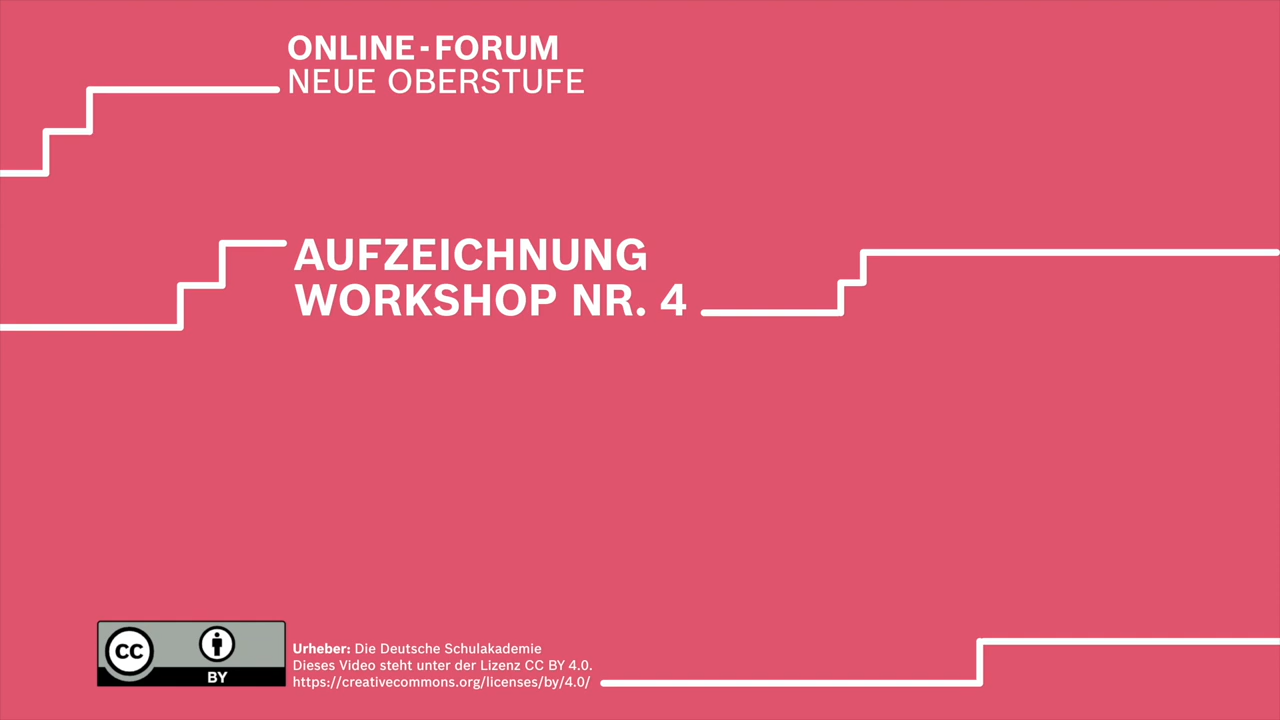 ONLINE-FORUM
NEUE OBERSTUFE
AUFZEICHNUNG
WORKSHOP NR. 4
CC
BY
Urheber: Die Deutsche Schulakademie
Dieses Video steht unter der Lizenz CC BY 4.0.
https://creativecommons.org/licenses/by/4.0/